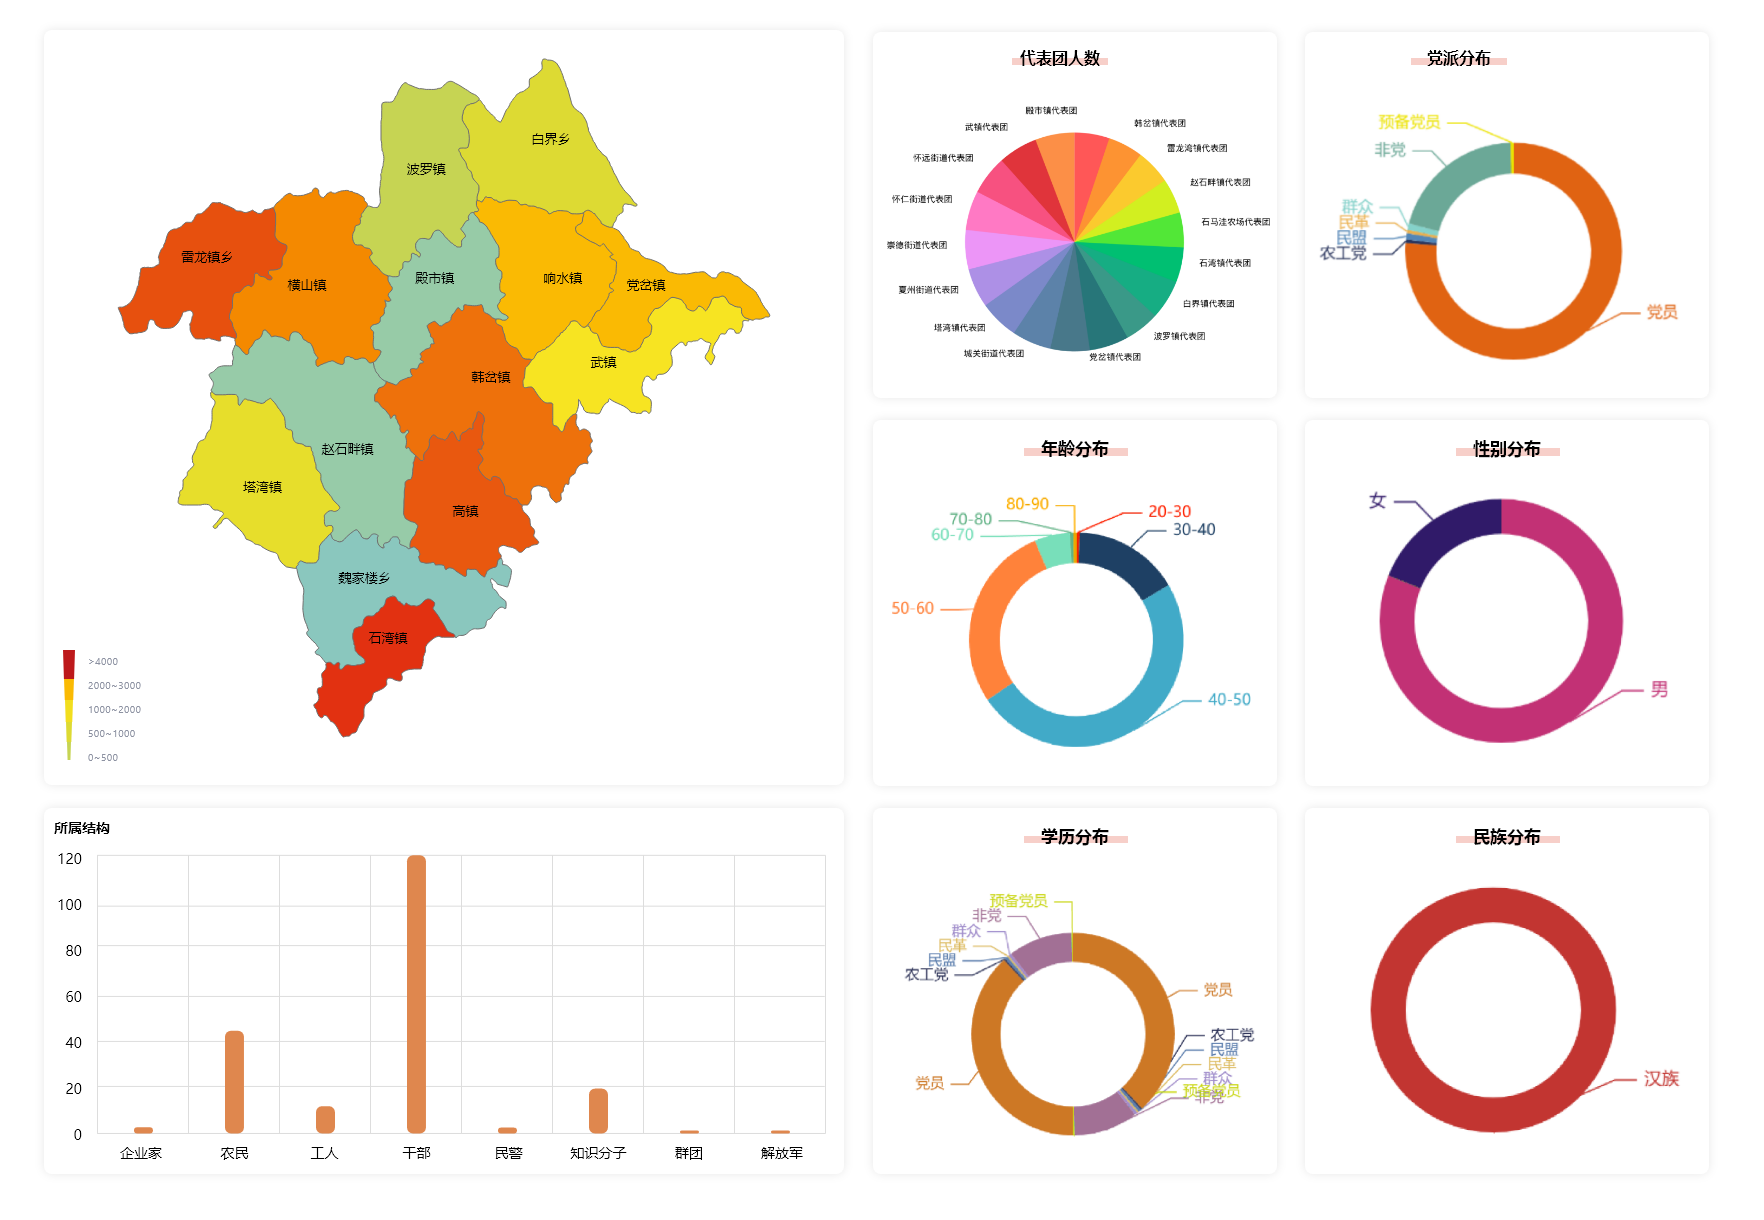 白界乡
波罗镇
雷龙镇乡
横山镇
殿市镇
响水镇
党岔镇
武镇
韩岔镇
赵石畔镇
塔湾镇
高镇
魏家楼乡
石湾镇
>4000
2000~3000
1000~2000
500~1000
0~500
代表团人数
殿市镇代表团
韩岔镇代表团
武镇代表团
雷龙湾镇代表团
怀远街道代表团
赵石畔镇代表团
怀仁街道代表团
石马洼农场代表团
崇德街道代表团
石湾镇代表团
夏州街道代表团
白界镇代表团
塔湾镇代表团
波罗镇代表团
城关街道代表团
党岔镇代表团
党派分布
预备党员
非党
群众
民革
民盟
农工党
党员
年龄分布
80-90
20-30
70-80
30-40
60-70
50-60
40-50
性别分布
女
男
所属结构
120
100
80
60
40
20
0
企业家
农民
工人
干部
民警
知识分子
群团
解放军
学历分布
预备党员
非党
群众
民革
民盟
农工党
党员
党员
农工党
民盟
民革
群众
预备党员
非党
民族分布
汉族